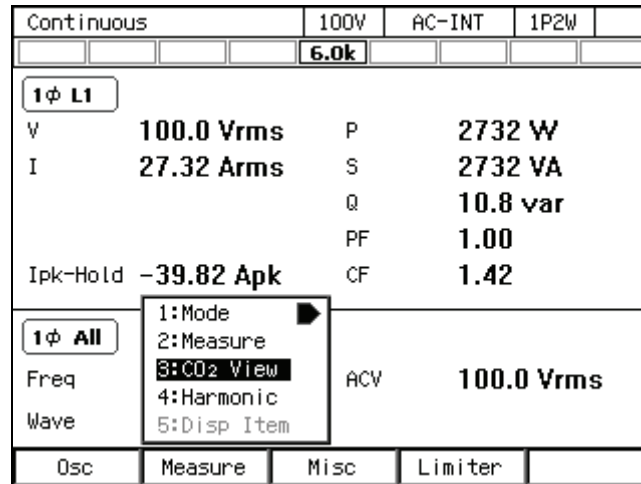 Continuous 100V AC-INT 1P2W
6.0k
1ϕ L1
V 100.0 Vrms P 2732 W
I 27.32 Arms S 2732 VA
Q 10.8 var
PF 1.00
Ipk-Hold -39.82 Apk CF 1.42
1:Mode
1ϕ All 2:Measure
Freq 3:CO₂ View ACV 100.0 Vrms
4:Harmonic
Wave 5:Disp Item
Osc Measure Misc Limiter